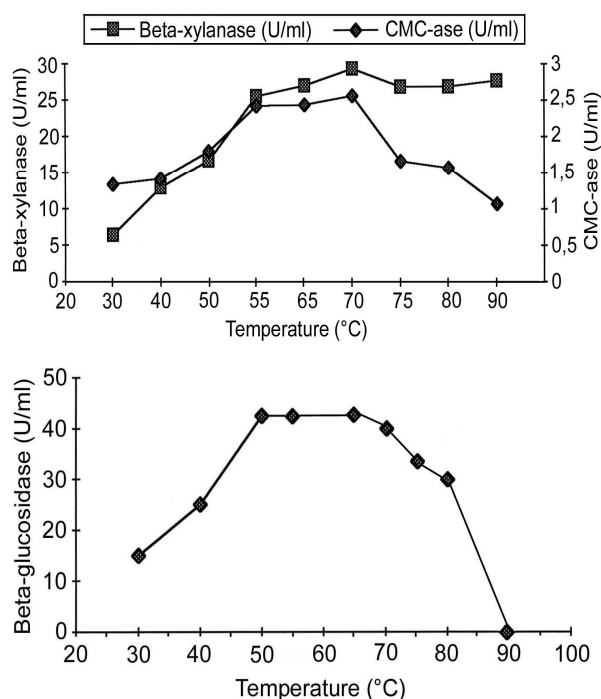 Beta-xylanase (U/ml) CMC-ase (U/ml)
Beta-xylanase (U/ml)
30
25
20
15
10
5
0
CMC-ase (U/ml)
3
2,5
2
1,5
1
0,5
0
20 30 40 50 55 65 70 75 80 90
Temperature (°C)
Beta-glucosidase (U/ml)
50
40
30
20
10
0
20 30 40 50 60 70 80 90 100
Temperature (°C)